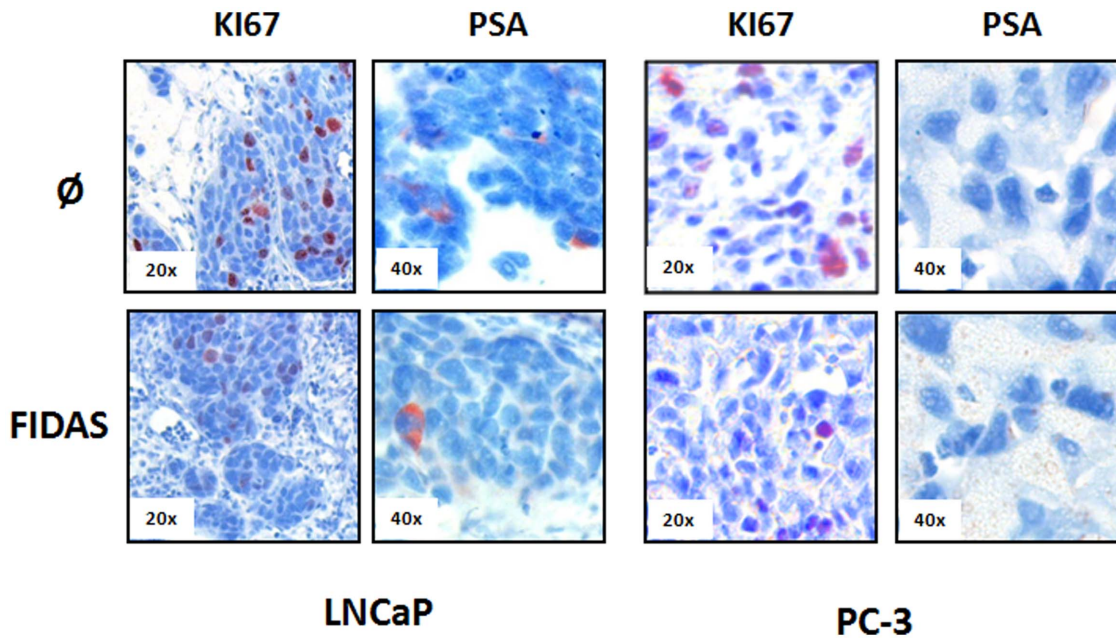 KI67 PSA KI67 PSA
Ø
20x 40x 20x 40x
FIDAS
20x 40x 20x 40x
LNCaP PC-3